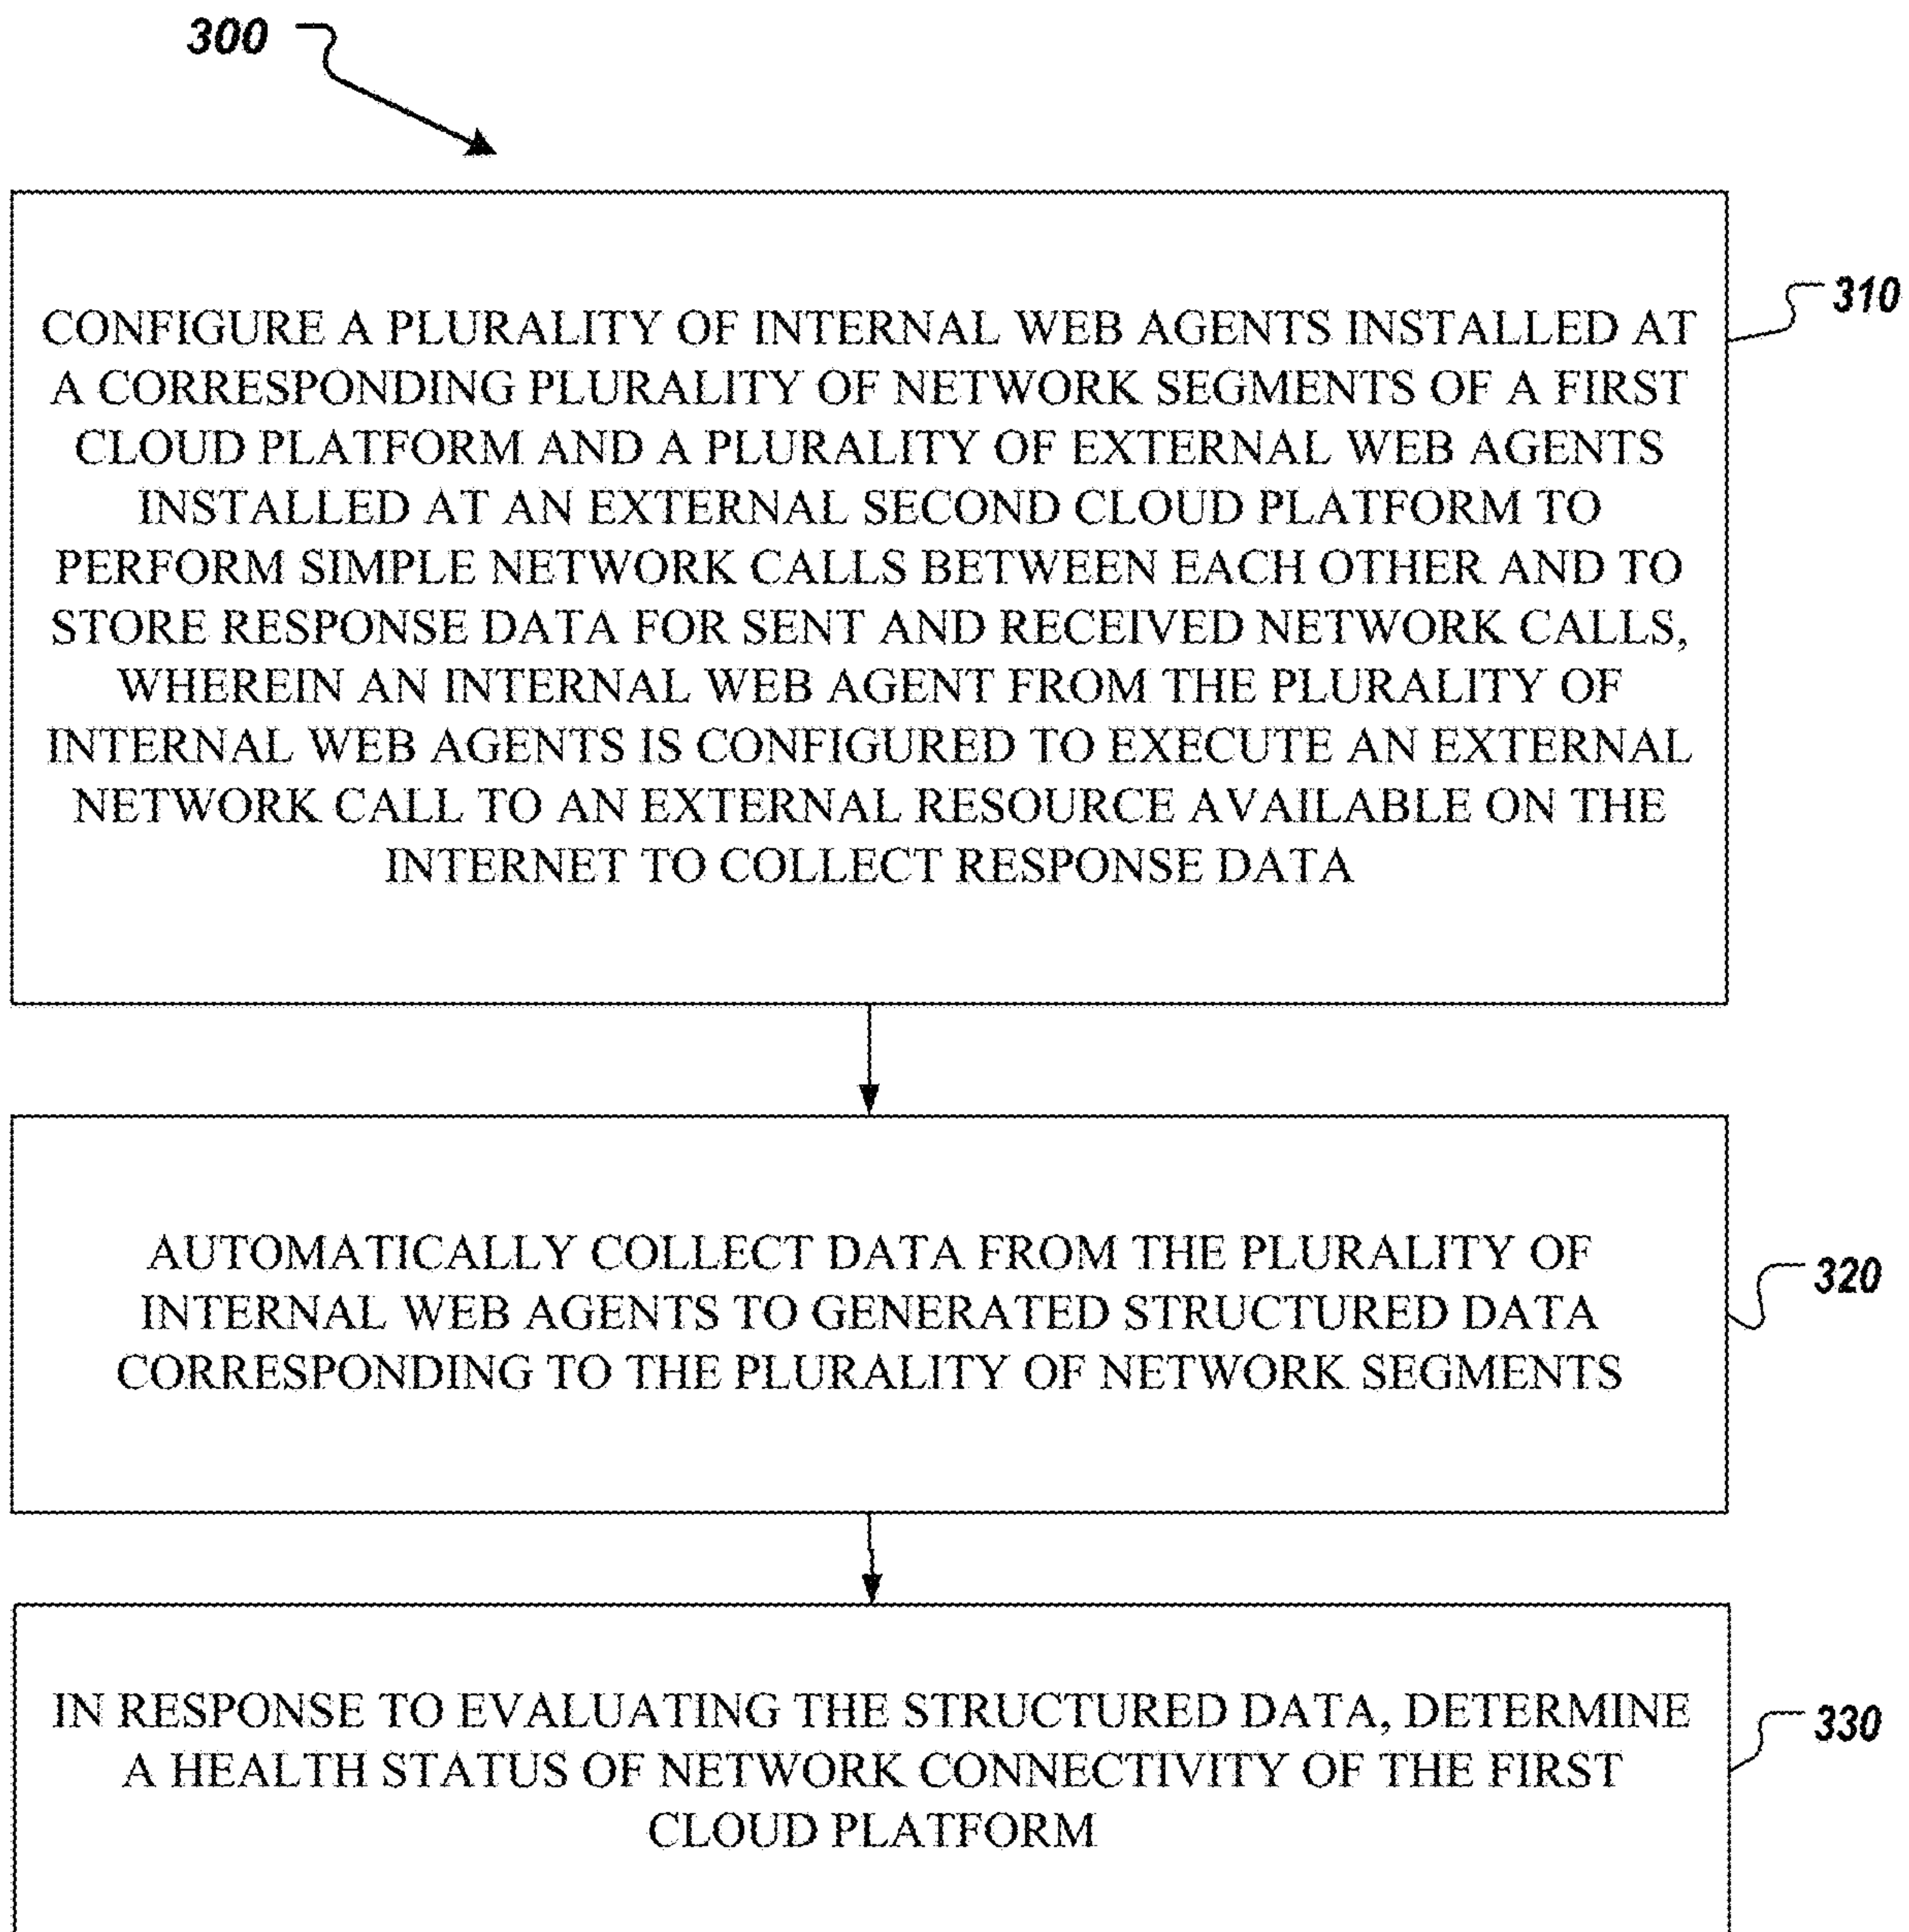 300
CONFIGURE A PLURALITY OF INTERNAL WEB AGENTS INSTALLED AT
A CORRESPONDING PLURALITY OF NETWORK SEGMENTS OF A FIRST
CLOUD PLATFORM AND A PLURALITY OF EXTERNAL WEB AGENTS
INSTALLED AT AN EXTERNAL SECOND CLOUD PLATFORM TO
PERFORM SIMPLE NETWORK CALLS BETWEEN EACH OTHER AND TO
STORE RESPONSE DATA FOR SENT AND RECEIVED NETWORK CALLS,
WHEREIN AN INTERNAL WEB AGENT FROM THE PLURALITY OF
INTERNAL WEB AGENTS IS CONFIGURED TO EXECUTE AN EXTERNAL
NETWORK CALL TO AN EXTERNAL RESOURCE AVAILABLE ON THE
INTERNET TO COLLECT RESPONSE DATA
310
AUTOMATICALLY COLLECT DATA FROM THE PLURALITY OF
INTERNAL WEB AGENTS TO GENERATED STRUCTURED DATA
CORRESPONDING TO THE PLURALITY OF NETWORK SEGMENTS
320
IN RESPONSE TO EVALUATING THE STRUCTURED DATA, DETERMINE
A HEALTH STATUS OF NETWORK CONNECTIVITY OF THE FIRST
CLOUD PLATFORM
330